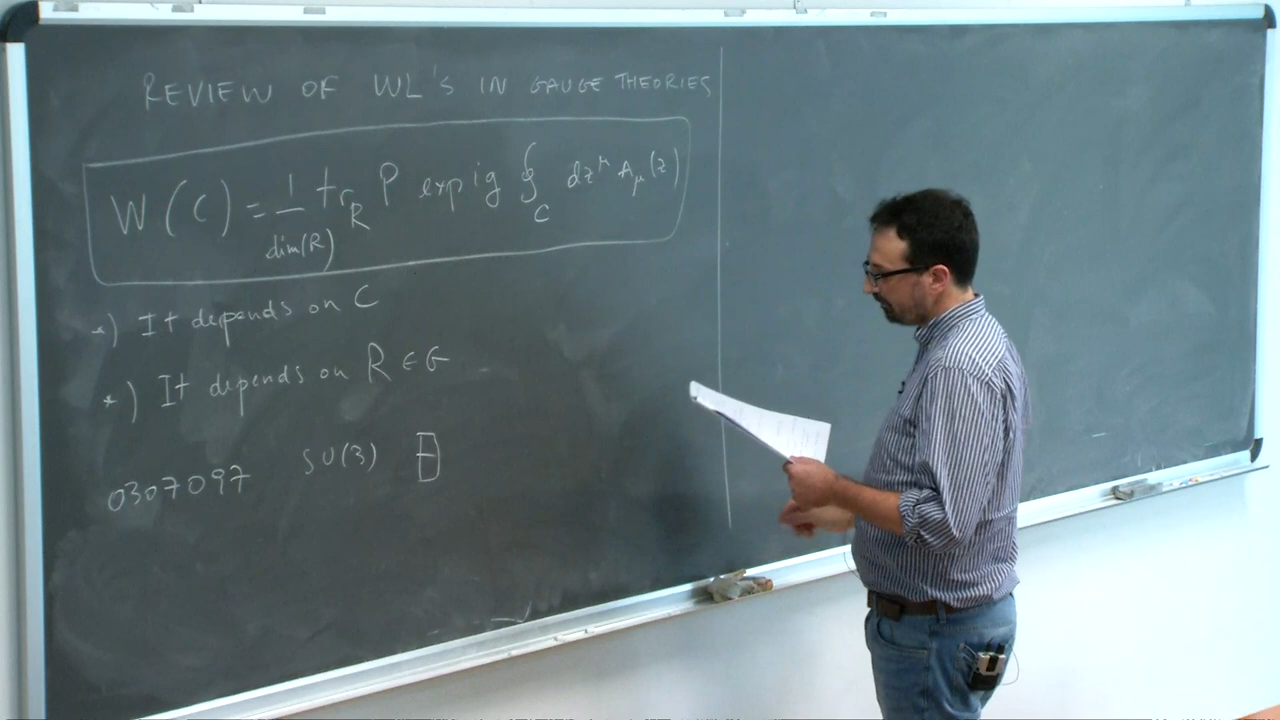 REVIEW OF WL'S IN GAUGE THEORIES
W(C) = 1/dim(R) tr_R P exp ig ∮_C dz^μ A_μ(z)
*) It depends on C
*) It depends on R ∈ G
0307097 SU(3)